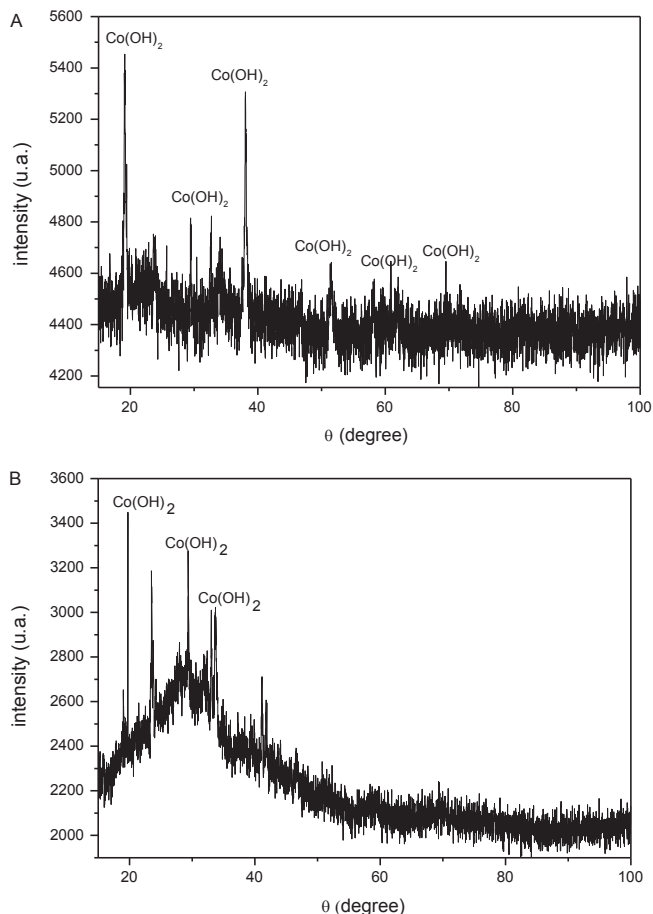 A
5600
Co(OH)2
5400
Co(OH)2
5200
5000
Co(OH)2
4800
Co(OH)2
Co(OH)2
Co(OH)2
4600
4400
4200
20 40 60 80 100
intensity (u.a.)
θ (degree)
B
3600
Co(OH)2
3400
Co(OH)2
3200
Co(OH)2
3000
2800
2600
2400
2200
2000
20 40 60 80 100
intensity (u.a.)
θ (degree)